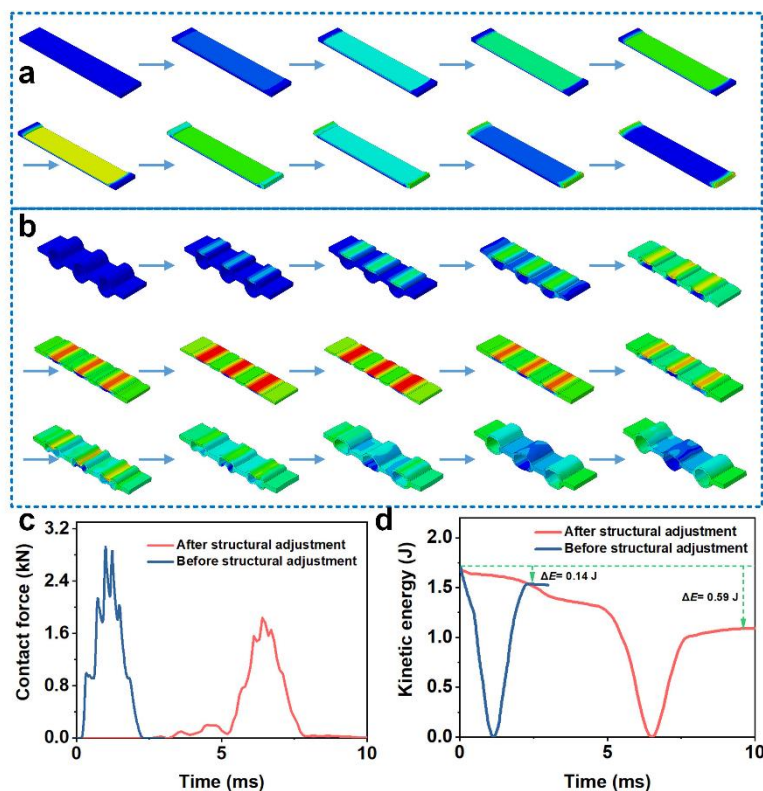 a
b
c
Contact force (kN)
3.2
2.4
1.6
0.8
0.0
After structural adjustment
Before structural adjustment
0
5
10
Time (ms)
d
Kinetic energy (J)
2.0
1.5
1.0
0.5
0.0
After structural adjustment
Before structural adjustment
ΔE= 0.14 J
ΔE= 0.59 J
0
5
10
Time (ms)